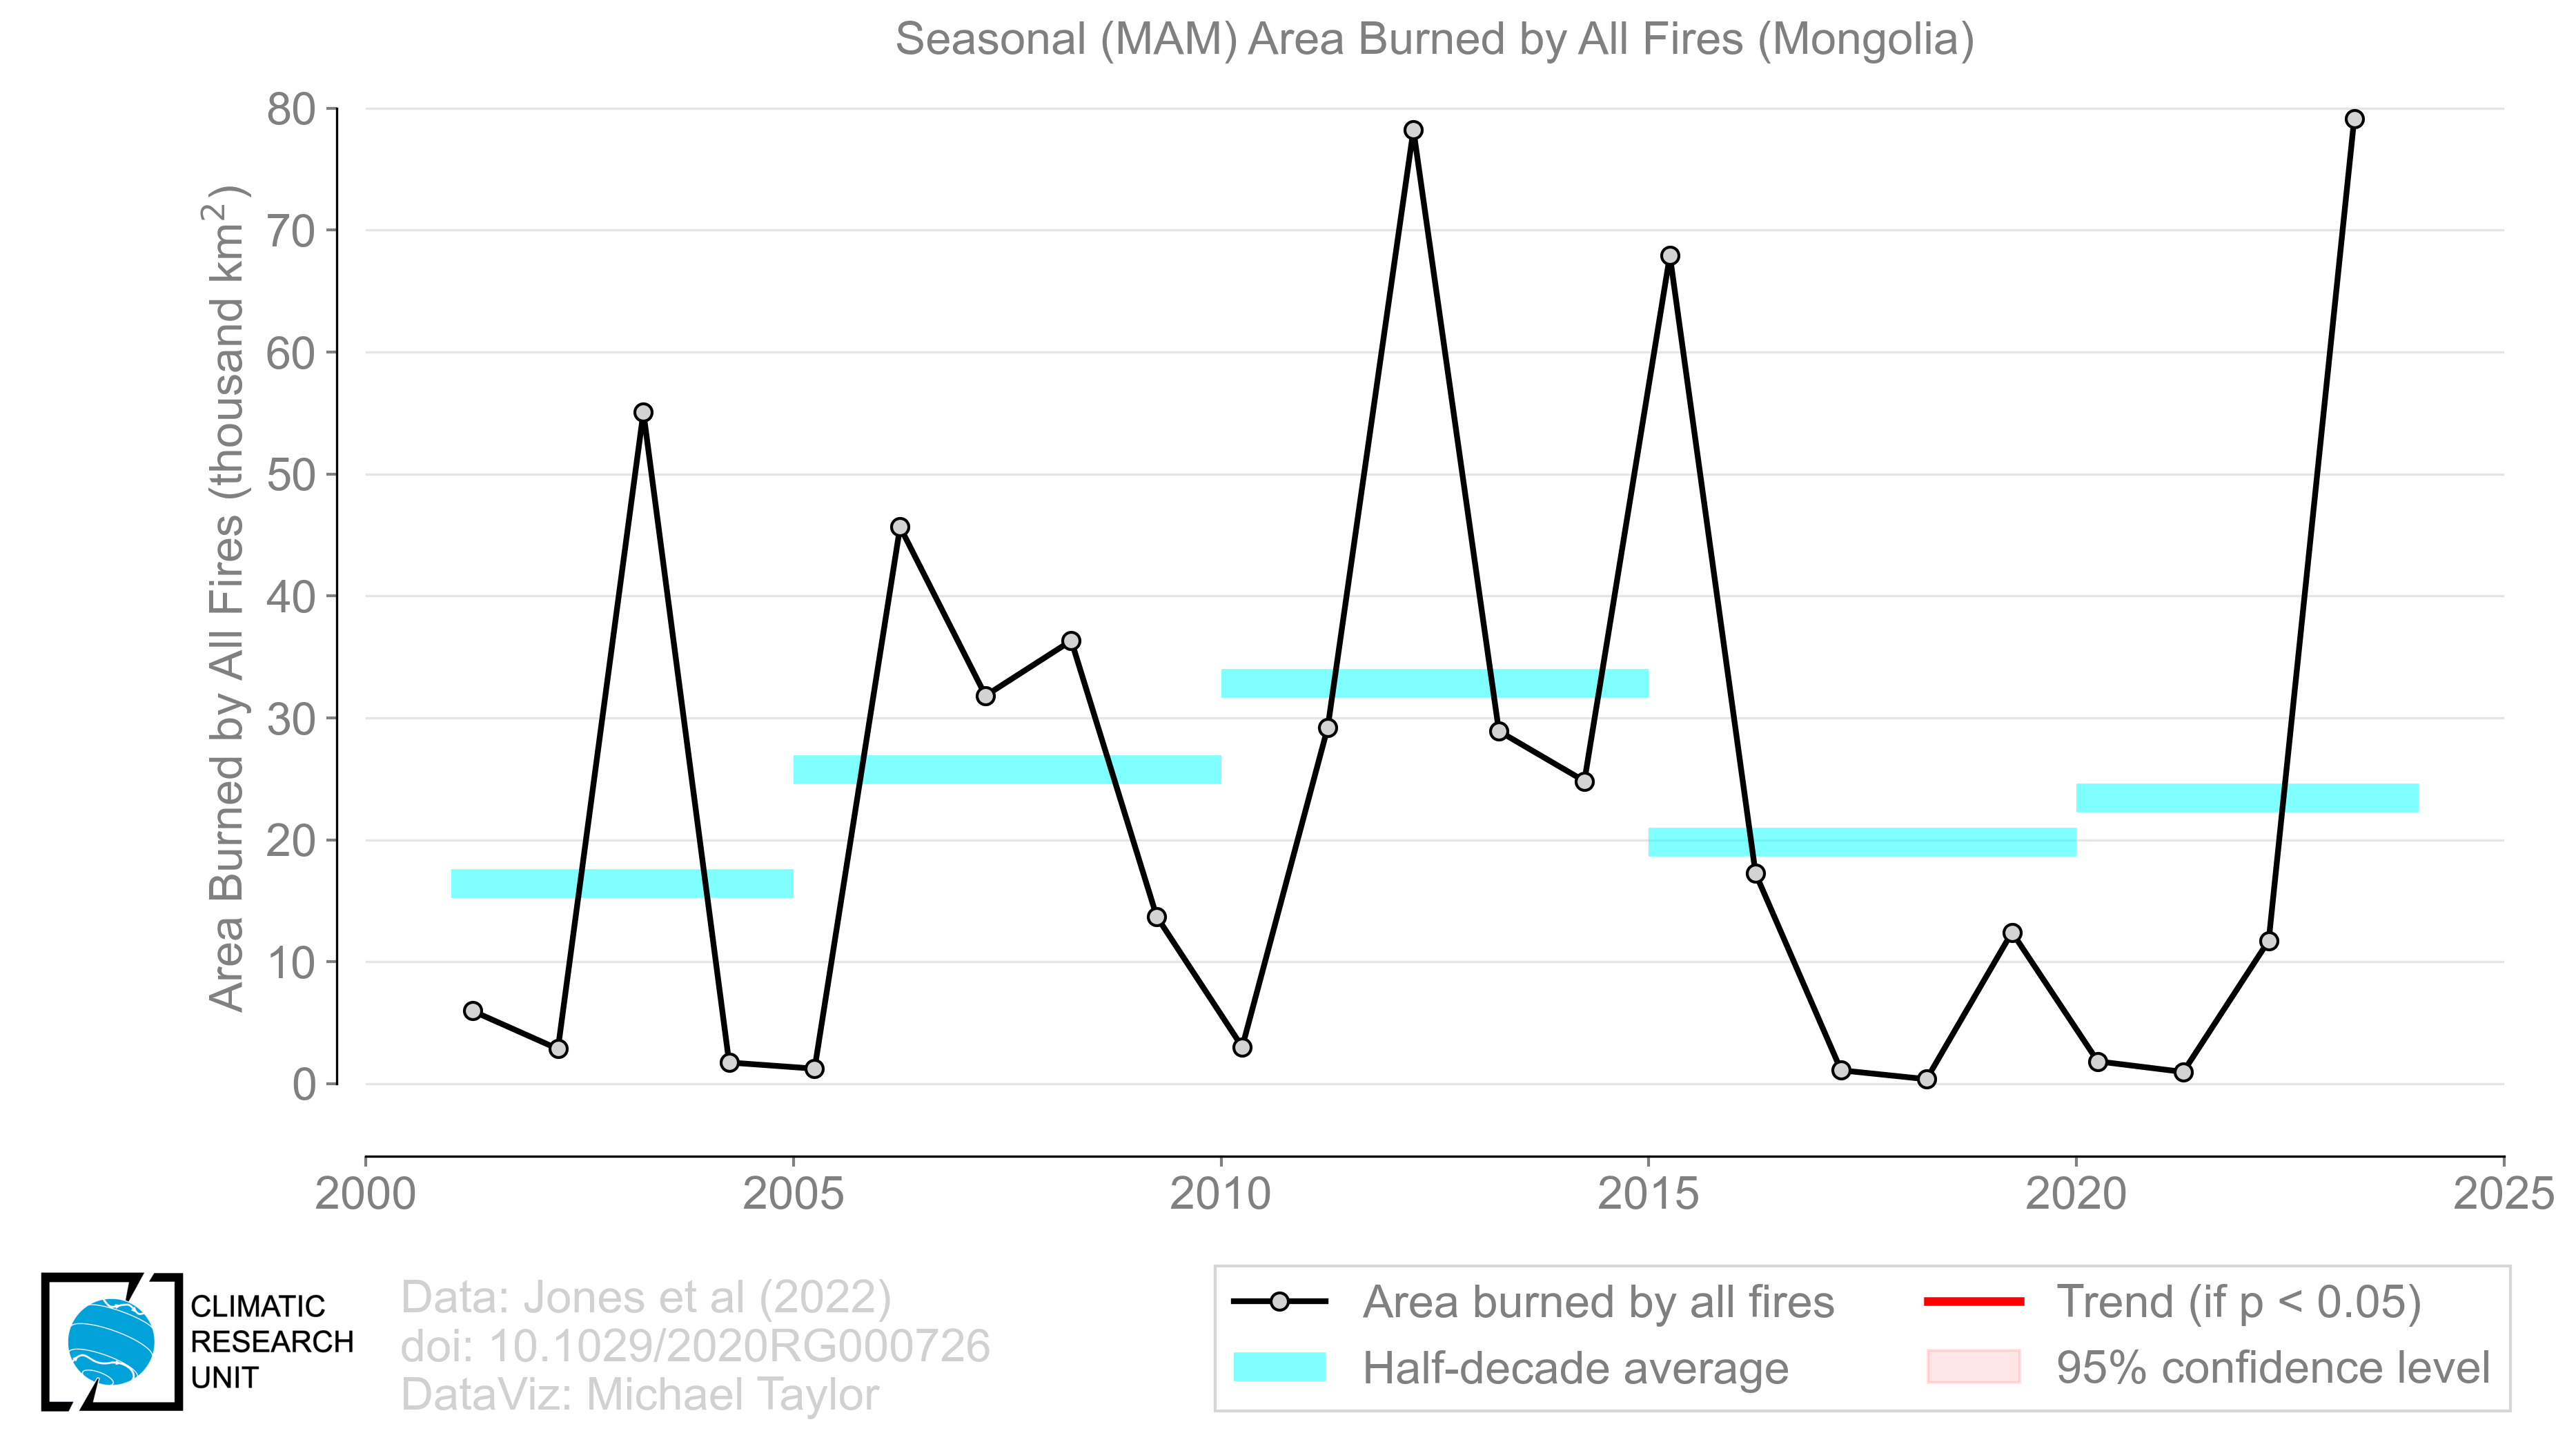 Seasonal (MAM) Area Burned by All Fires (Mongolia)
Area Burned by All Fires (thousand km²)
80
70
60
50
40
30
20
10
0
2000 2005 2010 2015 2020 2025
CLIMATIC
RESEARCH
UNIT
Data: Jones et al (2022)
doi: 10.1029/2020RG000726
DataViz: Michael Taylor
Area burned by all fires
Half-decade average
Trend (if p < 0.05)
95% confidence level